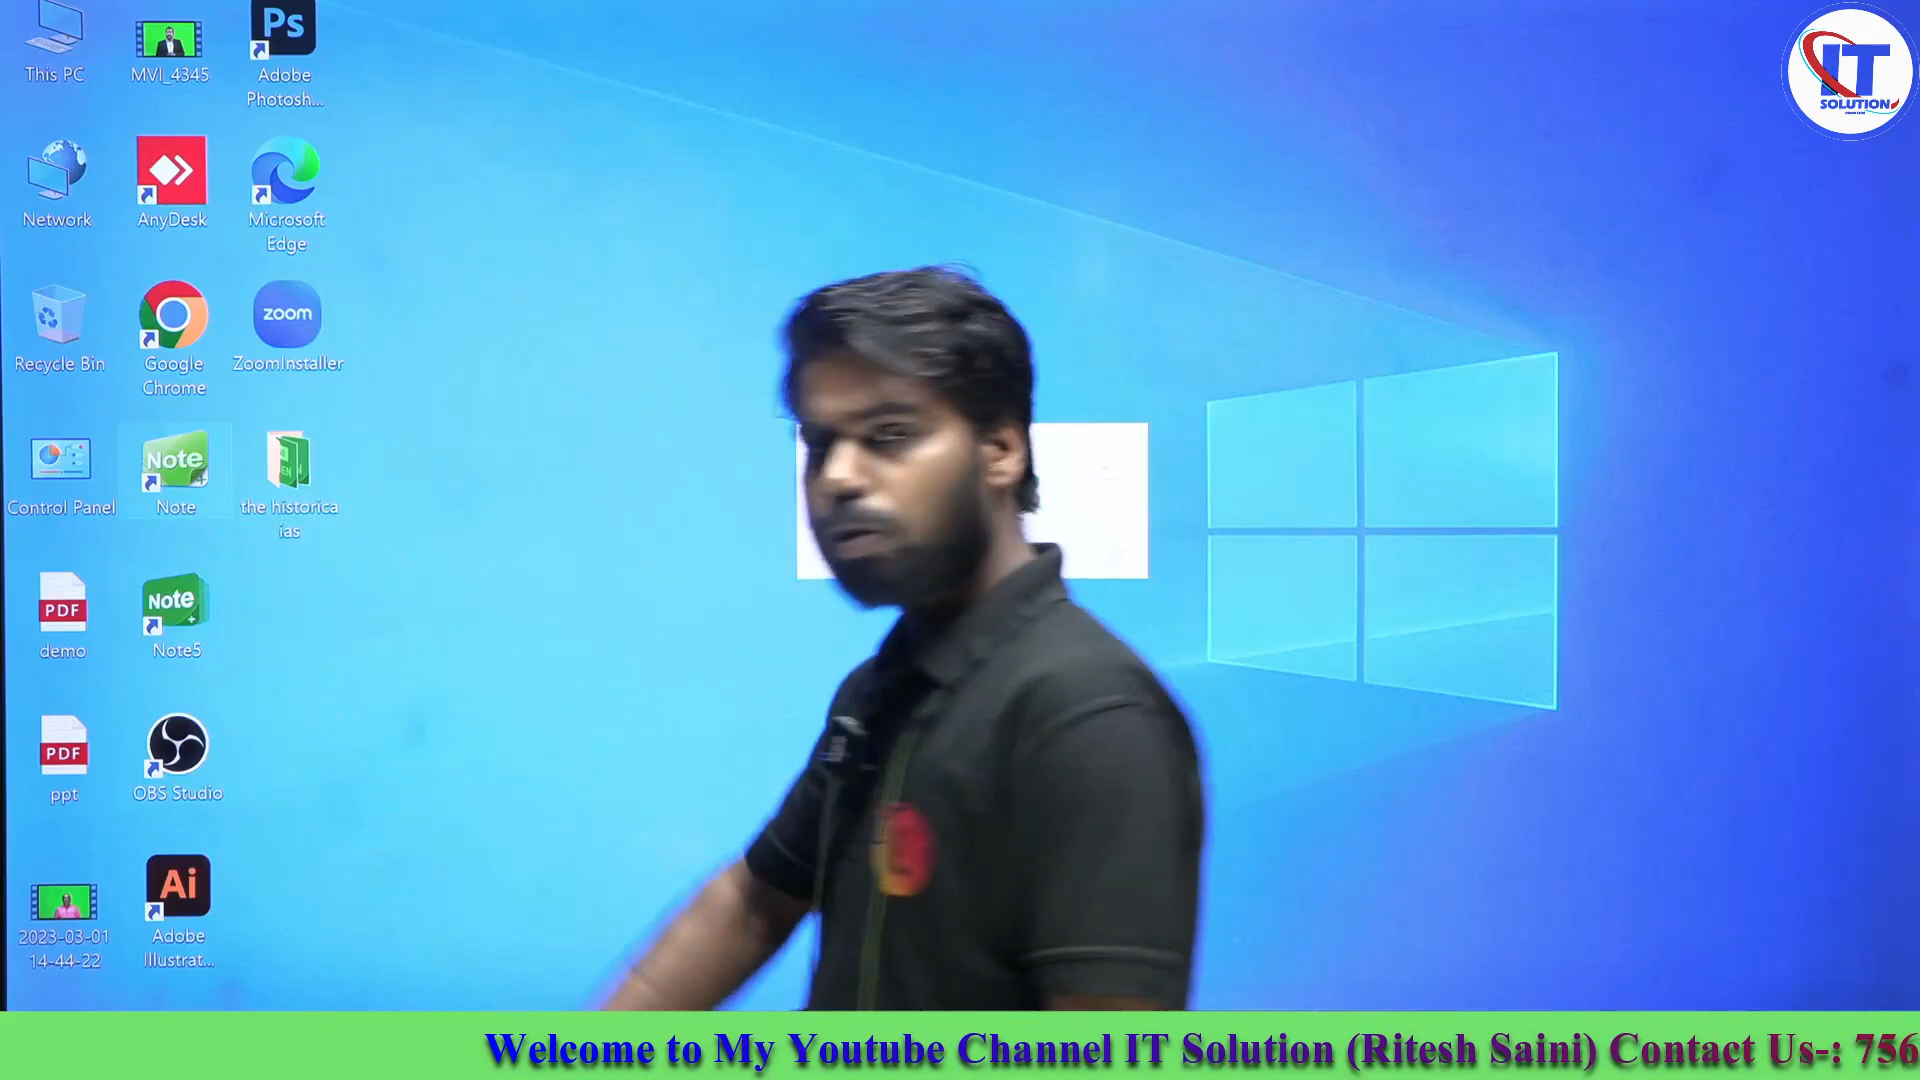 This PC
MVI_4345
Ps
Adobe
Photosh...
IT
SOLUTION
Network
AnyDesk
Microsoft
Edge
Recycle Bin
Google
Chrome
zoom
ZoomInstaller
Control Panel
Note
Note
the historica
ias
PDF
demo
Note
Note5
PDF
ppt
OBS Studio
2023-03-01
14-44-22
Ai
Adobe
Illustrat...
Welcome to My Youtube Channel IT Solution (Ritesh Saini) Contact Us-: 756